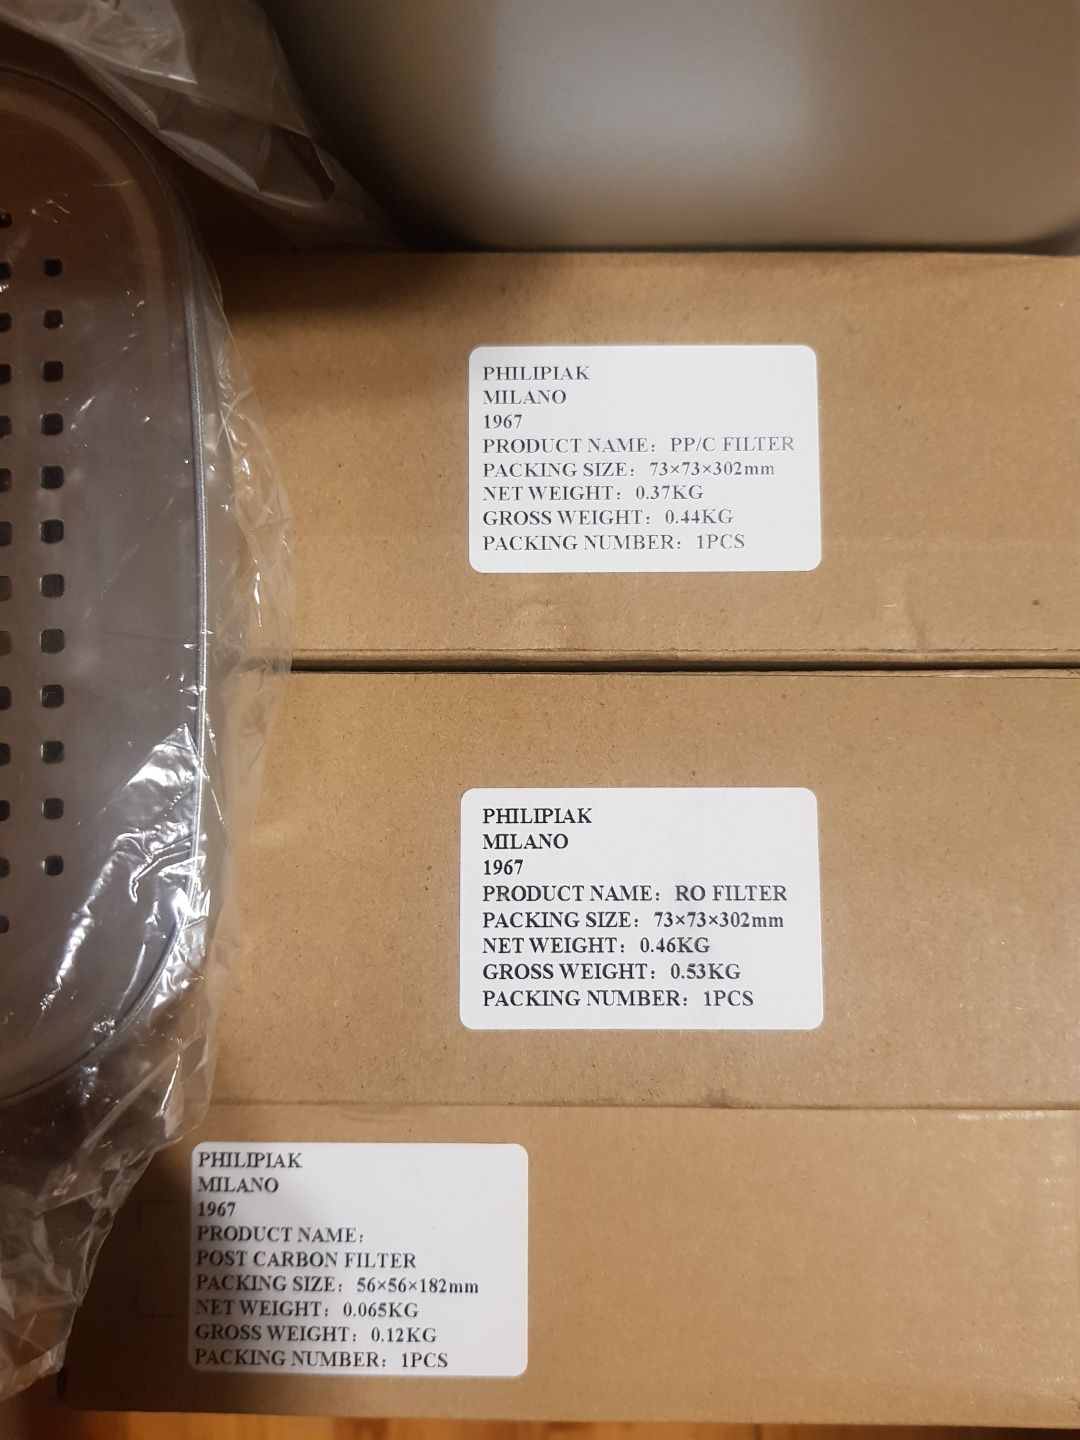 PHILIPIAK
MILANO
1967
PRODUCT NAME: PP/C FILTER
PACKING SIZE: 73×73×302mm
NET WEIGHT: 0.37KG
GROSS WEIGHT: 0.44KG
PACKING NUMBER: 1PCS
PHILIPIAK
MILANO
1967
PRODUCT NAME: RO FILTER
PACKING SIZE: 73×73×302mm
NET WEIGHT: 0.46KG
GROSS WEIGHT: 0.53KG
PACKING NUMBER: 1PCS
PHILIPIAK
MILANO
1967
PRODUCT NAME:
POST CARBON FILTER
PACKING SIZE: 56×56×182mm
NET WEIGHT: 0.065KG
GROSS WEIGHT: 0.12KG
PACKING NUMBER: 1PCS